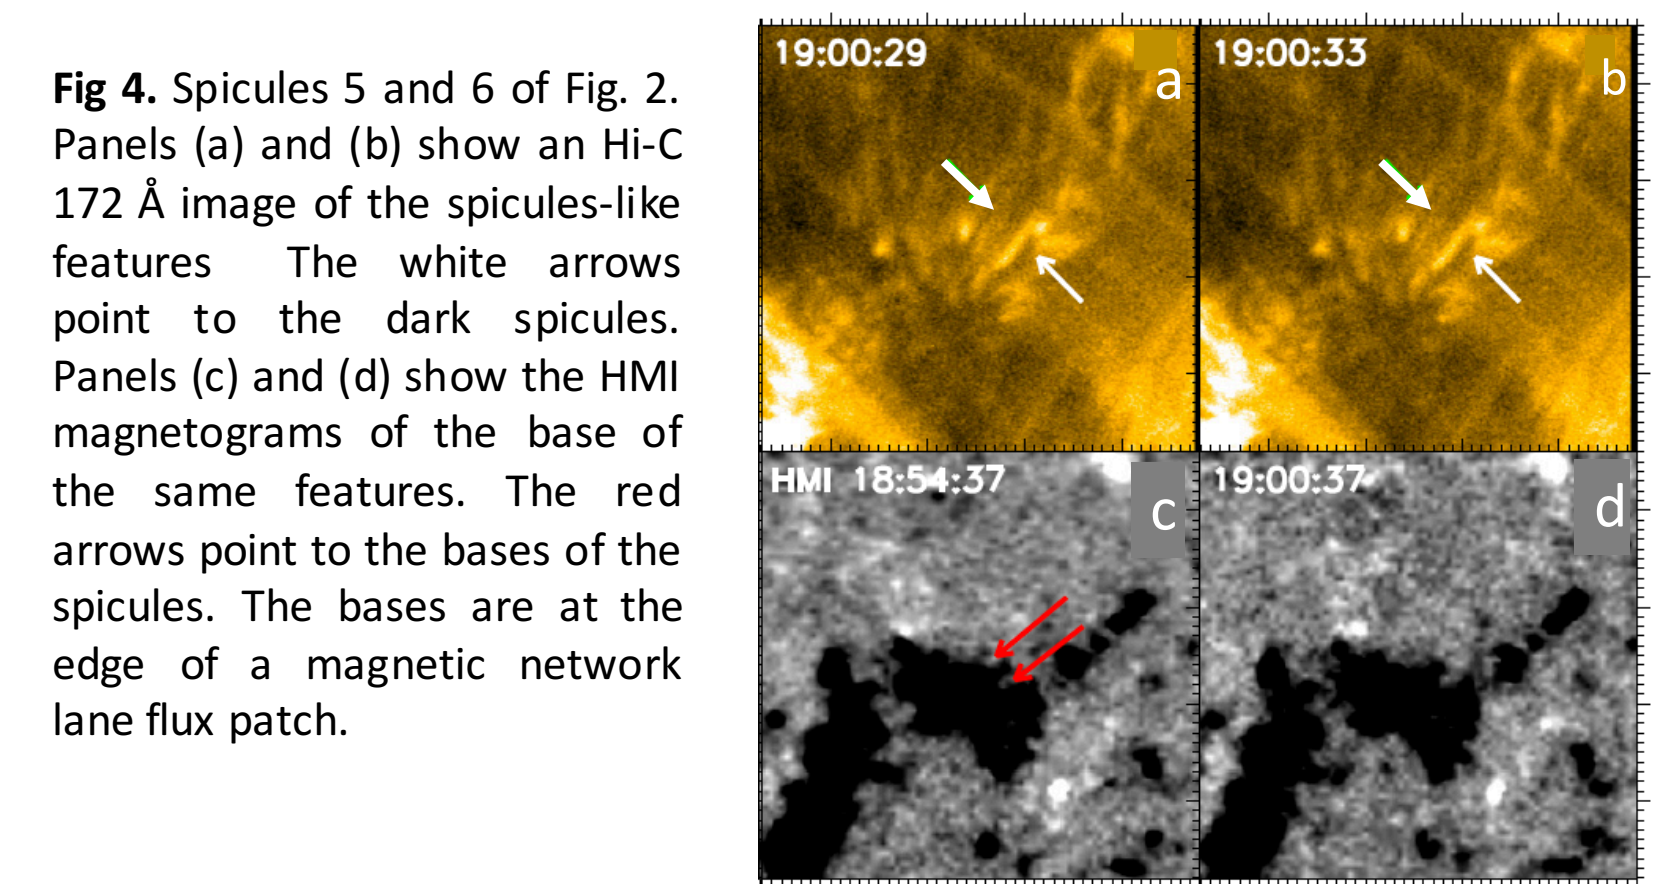 Fig 4. Spicules 5 and 6 of Fig. 2.
Panels (a) and (b) show an Hi-C
172 Å image of the spicules-like
features The white arrows
point to the dark spicules.
Panels (c) and (d) show the HMI
magnetograms of the base of
the same features. The red
arrows point to the bases of the
spicules. The bases are at the
edge of a magnetic network
lane flux patch.
19:00:29
a
19:00:33
b
HMI 18:54:37
c
19:00:37
d